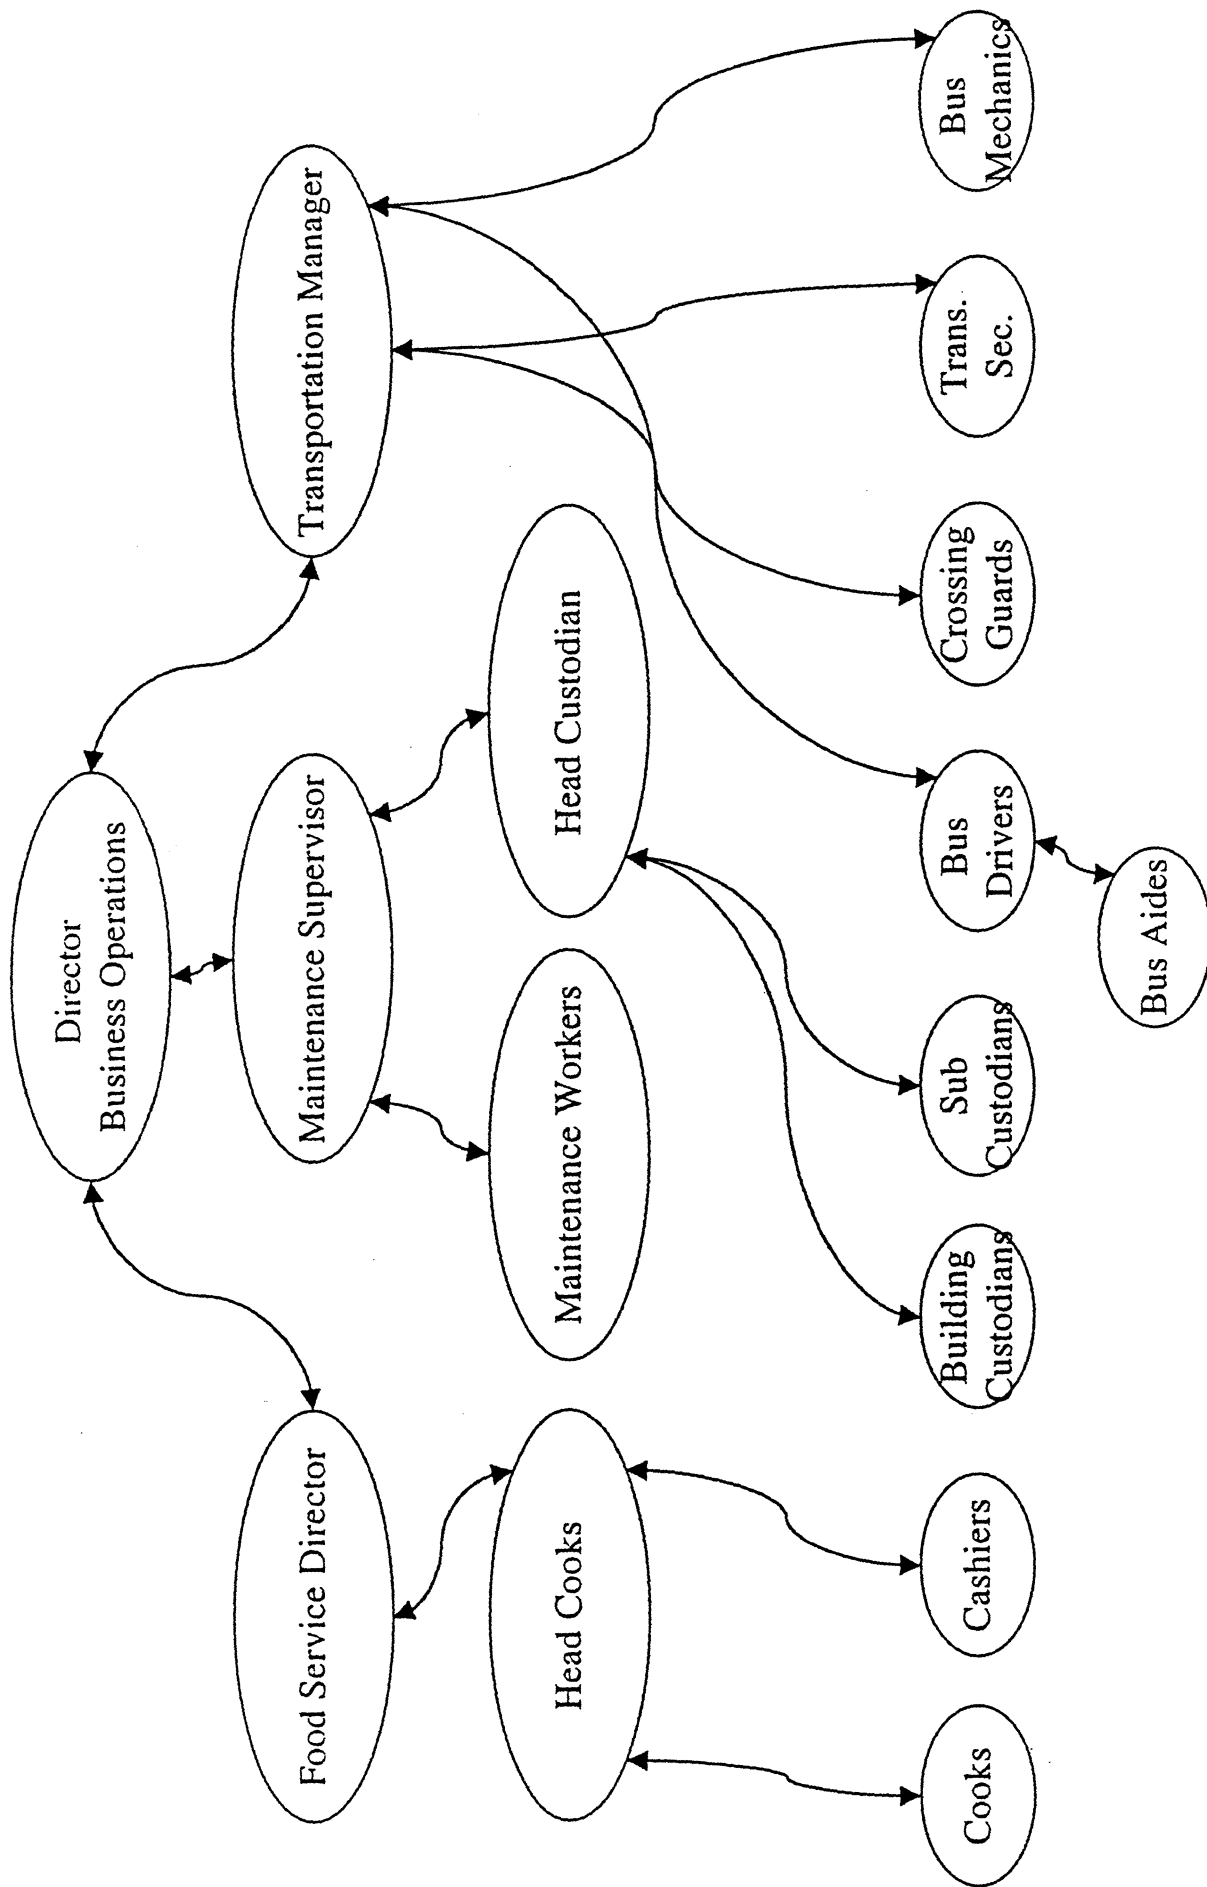 Director
Business Operations
Food Service Director
Maintenance Supervisor
Transportation Manager
Head Cooks
Maintenance Workers
Head Custodian
Cooks
Cashiers
Building
Custodians
Sub
Custodians
Bus
Drivers
Crossing
Guards
Trans.
Sec.
Bus
Mechanics
Bus Aides